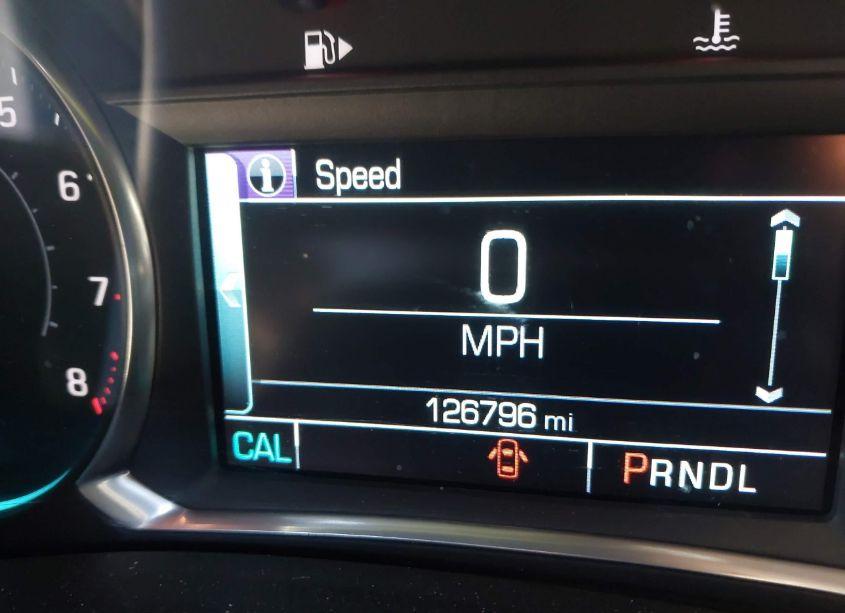 5
6
7
8
Speed
0
MPH
126796 mi
CAL
PRNDL